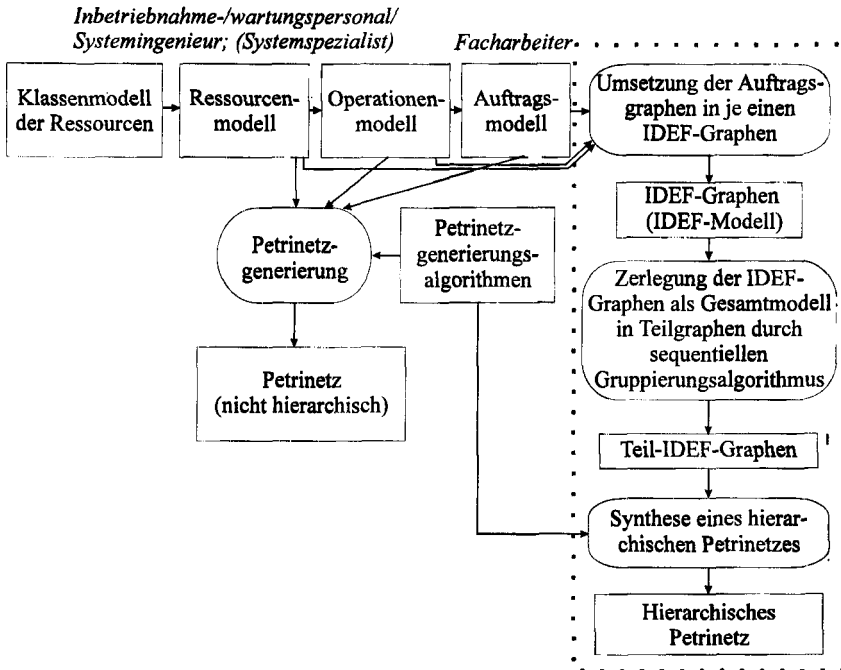 Inbetriebnahme-/wartungspersonal/
Systemingenieur; (Systemspezialist)
Facharbeiter
Klassenmodell
der Ressourcen
Ressourcen-
modell
Operationen-
modell
Auftrags-
modell
Umsetzung der Auftrags-
graphen in je einen
IDEF-Graphen
IDEF-Graphen
(IDEF-Modell)
Petrinetz-
generierung
Petrinetz-
generierungs-
algorithmen
Zerlegung der IDEF-
Graphen als Gesamtmodell
in Teilgraphen durch
sequentiellen
Gruppierungsalgorithmus
Petrinetz
(nicht hierarchisch)
Teil-IDEF-Graphen
Synthese eines hierar-
chischen Petrinetzes
Hierarchisches
Petrinetz